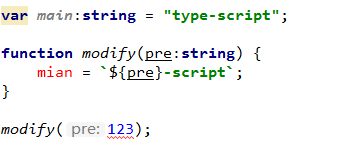 var main:string = "type-script";
function modify(pre:string) {
mian = `${pre}-script`;
}
modify( pre: 123);